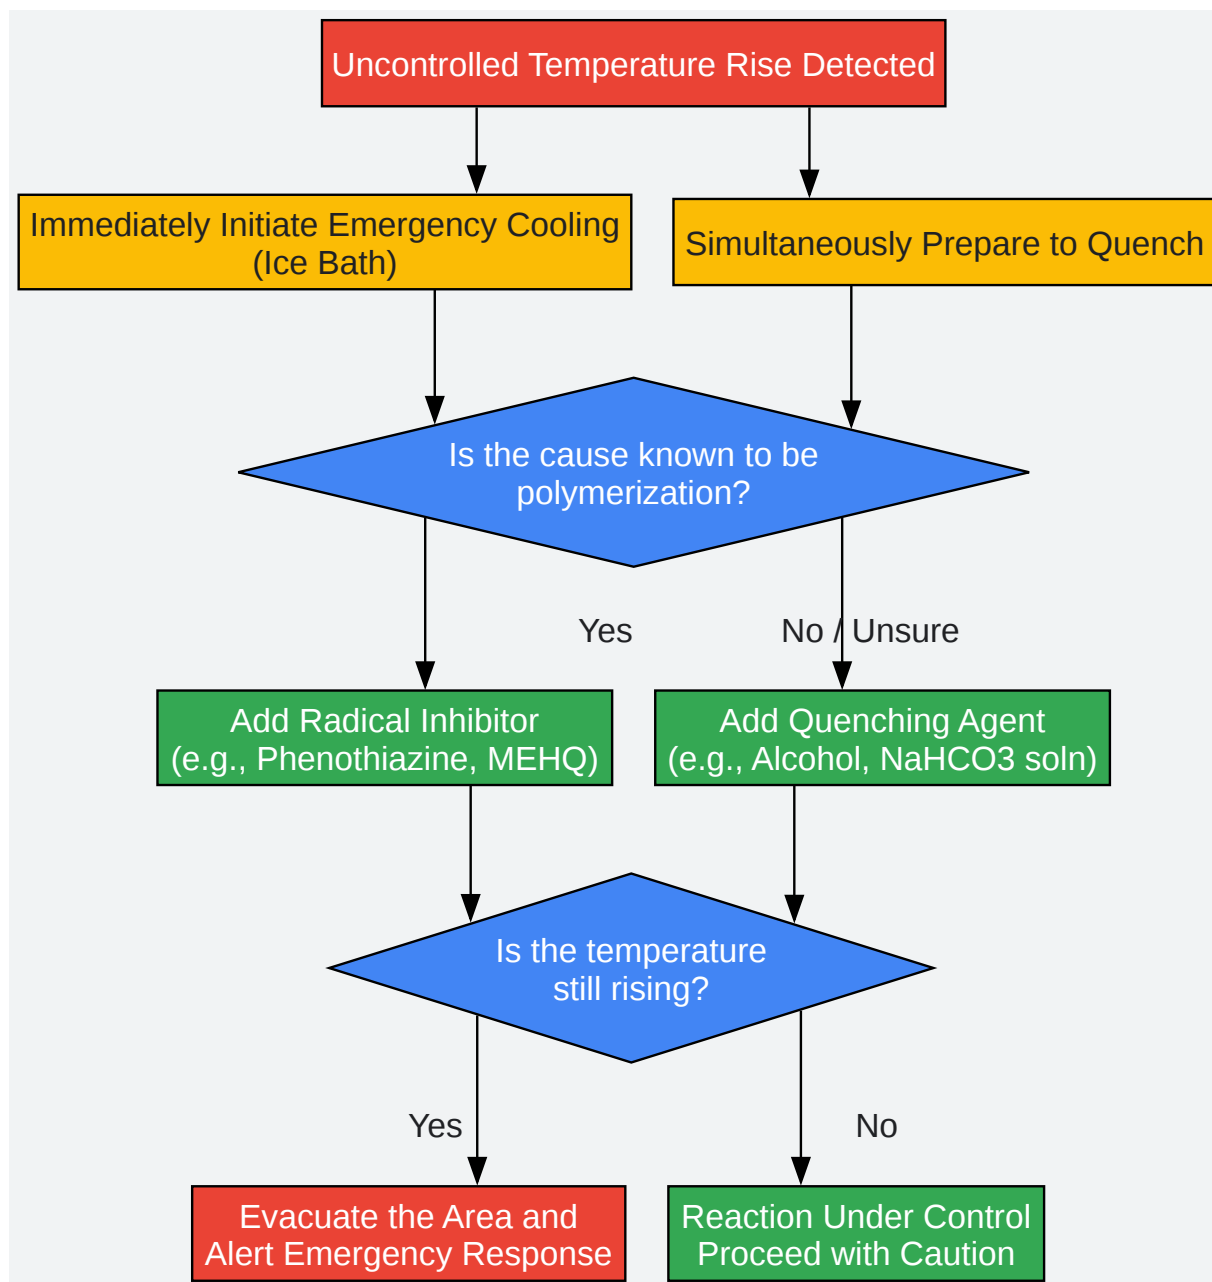 Uncontrolled Temperature Rise Detected
Immediately Initiate Emergency Cooling
(Ice Bath)
Simultaneously Prepare to Quench
Is the cause known to be
polymerization?
Yes
No / Unsure
Add Radical Inhibitor
(e.g., Phenothiazine, MEHQ)
Add Quenching Agent
(e.g., Alcohol, NaHCO3 soln)
Is the temperature
still rising?
Yes
No
Evacuate the Area and
Alert Emergency Response
Reaction Under Control
Proceed with Caution